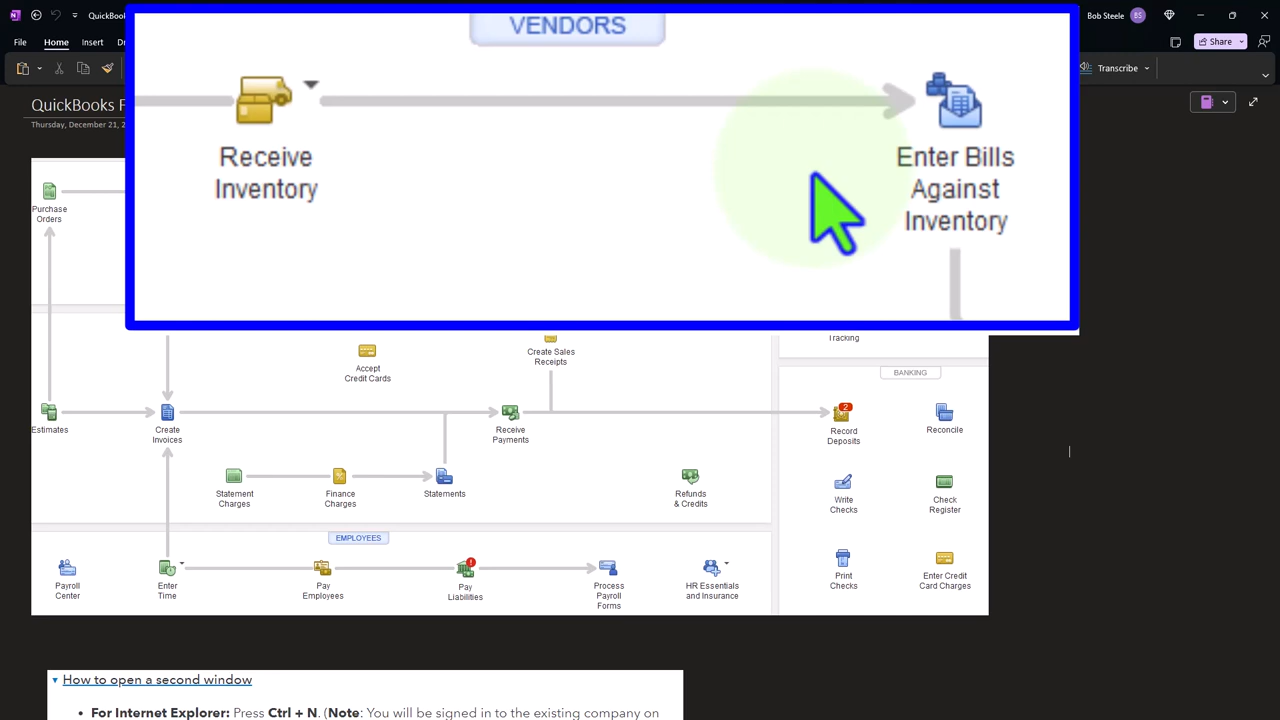 QuickBooks
Bob Steele
BS
File
Home
Insert
Share
Transcribe
QuickBooks F
Thursday, December 21, 2
VENDORS
Receive
Inventory
Enter Bills
Against
Inventory
Purchase
Orders
Accept
Credit Cards
Create Sales
Receipts
Tracking
BANKING
Estimates
Create
Invoices
Receive
Payments
2
Record
Deposits
Reconcile
Statement
Charges
Finance
Charges
Statements
Refunds
& Credits
Write
Checks
Check
Register
EMPLOYEES
Payroll
Center
Enter
Time
Pay
Employees
Pay
Liabilities
Process
Payroll
Forms
HR Essentials
and Insurance
Print
Checks
Enter Credit
Card Charges
How to open a second window
• For Internet Explorer: Press Ctrl + N. (Note: You will be signed in to the existing company on